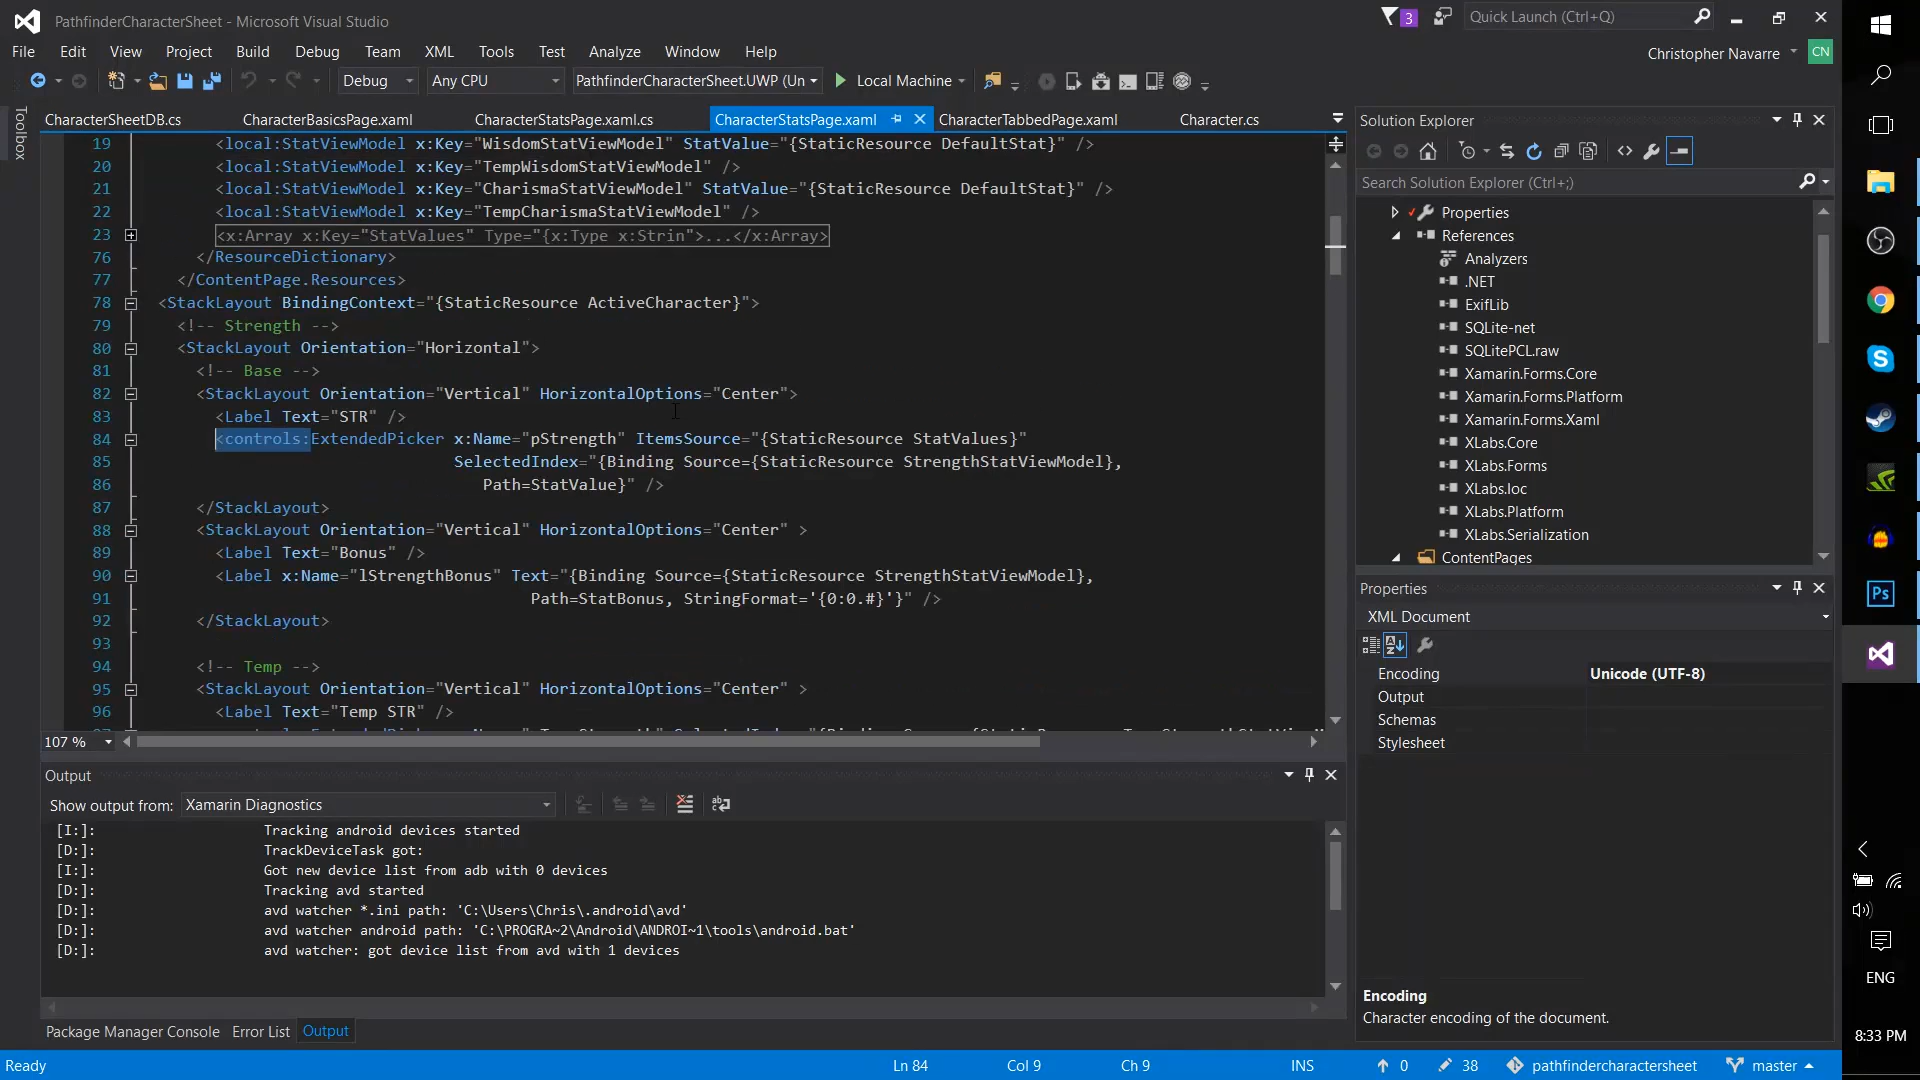 PathfinderCharacterSheet - Microsoft Visual Studio
3
Quick Launch (Ctrl+Q)
File Edit View Project Build Debug Team XML Tools Test Analyze Window Help
Christopher Navarre CN
Debug Any CPU PathfinderCharacterSheet.UWP (Un Local Machine
Toolbox
CharacterSheetDB.cs CharacterBasicsPage.xaml CharacterStatsPage.xaml.cs CharacterStatsPage.xaml CharacterTabbedPage.xaml Character.cs
19 <local:StatViewModel x:Key="WisdomStatViewModel" StatValue="{StaticResource DefaultStat}" />
20 <local:StatViewModel x:Key="TempWisdomStatViewModel" />
21 <local:StatViewModel x:Key="CharismaStatViewModel" StatValue="{StaticResource DefaultStat}" />
22 <local:StatViewModel x:Key="TempCharismaStatViewModel" />
23 <x:Array x:Key="StatValues" Type="{x:Type x:Strin">...</x:Array>
76 </ResourceDictionary>
77 </ContentPage.Resources>
78 <StackLayout BindingContext="{StaticResource ActiveCharacter}">
79 <!-- Strength -->
80 <StackLayout Orientation="Horizontal">
81 <!-- Base -->
82 <StackLayout Orientation="Vertical" HorizontalOptions="Center">
83 <Label Text="STR" />
84 <controls:ExtendedPicker x:Name="pStrength" ItemsSource="{StaticResource StatValues}"
85 SelectedIndex="{Binding Source={StaticResource StrengthStatViewModel},
86 Path=StatValue}" />
87 </StackLayout>
88 <StackLayout Orientation="Vertical" HorizontalOptions="Center" >
89 <Label Text="Bonus" />
90 <Label x:Name="lStrengthBonus" Text="{Binding Source={StaticResource StrengthStatViewModel},
91 Path=StatBonus, StringFormat='{0:0.#}'}" />
92 </StackLayout>
93
94 <!-- Temp -->
95 <StackLayout Orientation="Vertical" HorizontalOptions="Center" >
96 <Label Text="Temp STR" />
107 %
Output
Show output from: Xamarin Diagnostics
[I:]: Tracking android devices started
[D:]: TrackDeviceTask got:
[I:]: Got new device list from adb with 0 devices
[D:]: Tracking avd started
[D:]: avd watcher *.ini path: 'C:\Users\Chris\.android\avd'
[D:]: avd watcher android path: 'C:\PROGRA~2\Android\ANDROI~1\tools\android.bat'
[D:]: avd watcher: got device list from avd with 1 devices
Package Manager Console Error List Output
Solution Explorer
Search Solution Explorer (Ctrl+;)
Properties
References
Analyzers
.NET
ExifLib
SQLite-net
SQLitePCL.raw
Xamarin.Forms.Core
Xamarin.Forms.Platform
Xamarin.Forms.Xaml
XLabs.Core
XLabs.Forms
XLabs.Ioc
XLabs.Platform
XLabs.Serialization
ContentPages
Properties
XML Document
Encoding Unicode (UTF-8)
Output
Schemas
Stylesheet
Encoding
Character encoding of the document.
Ready Ln 84 Col 9 Ch 9 INS 0 38 pathfindercharactersheet master
Ps
ENG
8:33 PM